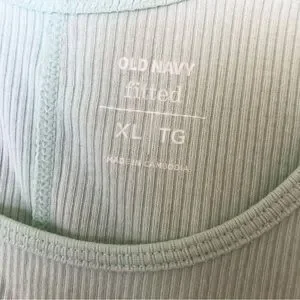 OLD NAVY
fitted
XL | TG
MADE IN CAMBODIA